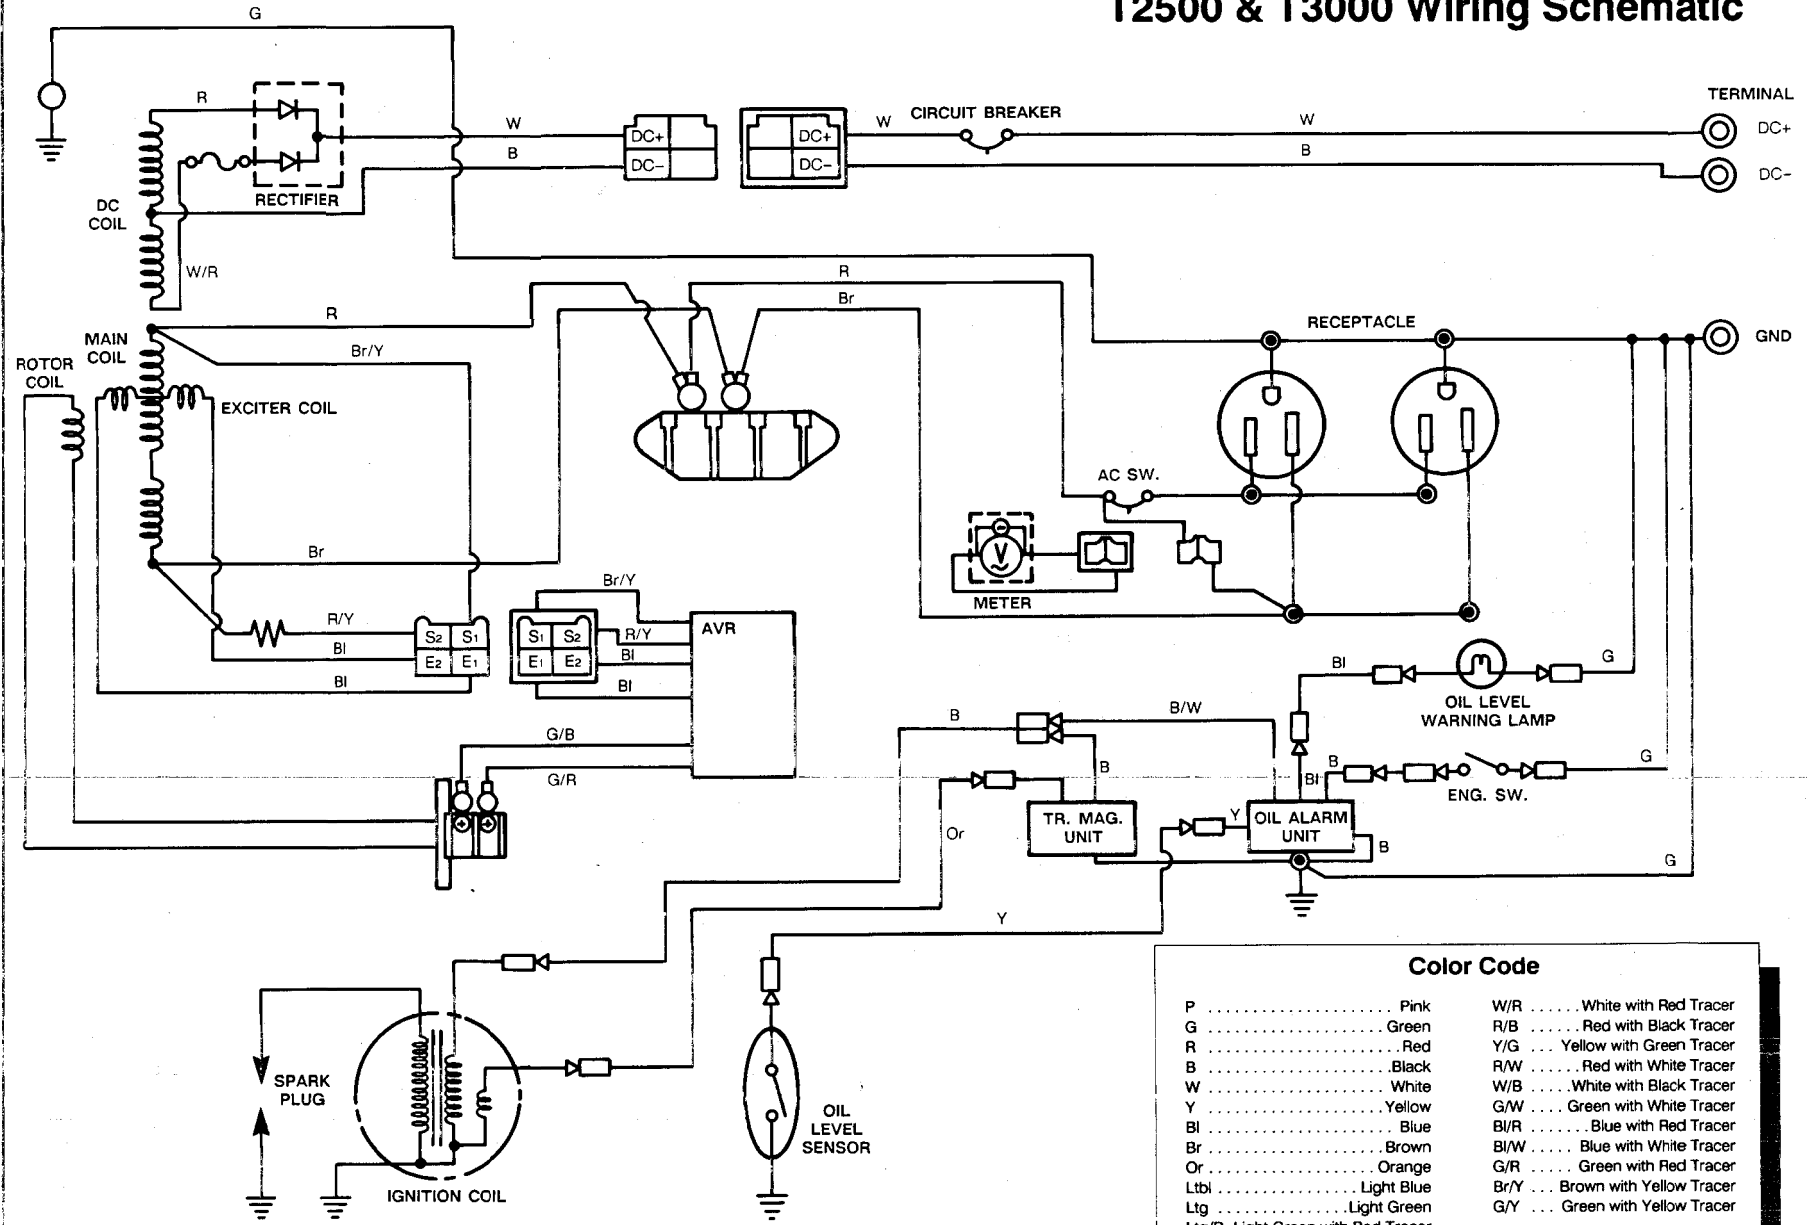 T2500 & T3000 Wiring Schematic
G
TERMINAL
R
W
W
CIRCUIT BREAKER
W
DC+
DC+
DC+
B
B
DC−
DC−
DC−
RECTIFIER
DC
COIL
W/R
R
Br
R
RECEPTACLE
GND
MAIN
COIL
Br/Y
ROTOR
COIL
EXCITER COIL
AC SW.
V
METER
Br
Br/Y
R/Y
S2 S1
E2 E1
S1 S2
E1 E2
R/Y
AVR
Bl
Bl
Bl
Bl
Bl
G
OIL LEVEL
WARNING LAMP
B
B/W
G/B
G/R
B
Bl
B
G
ENG. SW.
Or
TR. MAG.
UNIT
Y
OIL ALARM
UNIT
B
G
Y
SPARK
PLUG
OIL
LEVEL
SENSOR
IGNITION COIL
Color Code
P ..................... Pink
G .................... Green
R ..................... Red
B ..................... Black
W .................... White
Y .................... Yellow
Bl .................... Blue
Br .................... Brown
Or .................. Orange
Ltbl ................ Light Blue
Ltg ............... Light Green
Ltg/R Light Green with Red Tracer
W/R ...... White with Red Tracer
R/B ...... Red with Black Tracer
Y/G ... Yellow with Green Tracer
R/W ...... Red with White Tracer
W/B ..... White with Black Tracer
G/W .... Green with White Tracer
Bl/R ....... Blue with Red Tracer
Bl/W ..... Blue with White Tracer
G/R ..... Green with Red Tracer
Br/Y ... Brown with Yellow Tracer
G/Y ... Green with Yellow Tracer